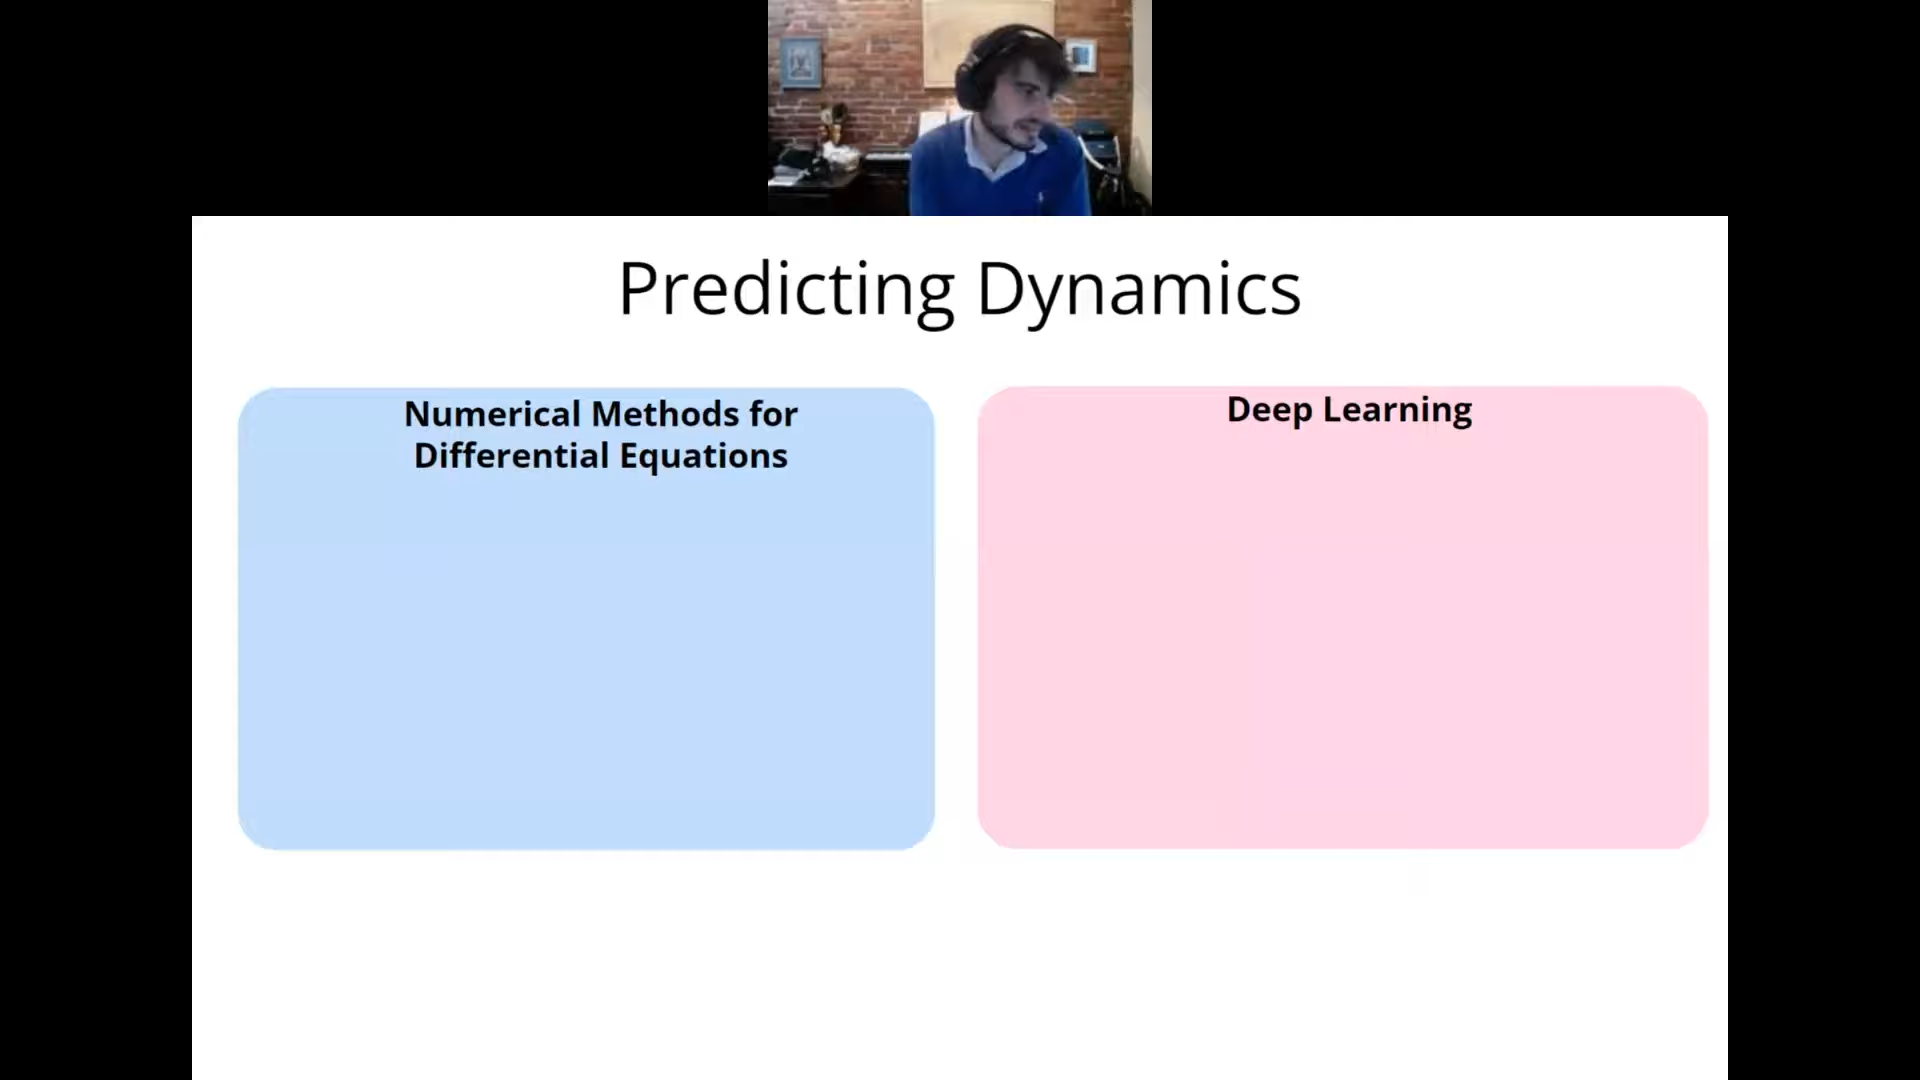 Predicting Dynamics
Numerical Methods for
Differential Equations
Deep Learning